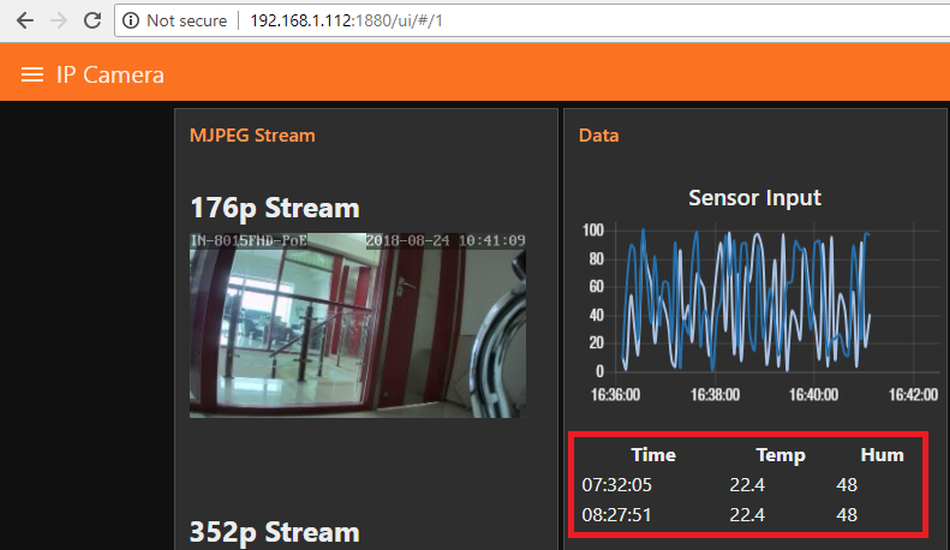 Not secure | 192.168.1.112:1880/ui/#/1
IP Camera
MJPEG Stream
176p Stream
IN-8015FHD-PoE 2018-08-24 10:41:09
352p Stream
Data
Sensor Input
100
80
60
40
20
0
16:36:00 16:38:00 16:40:00 16:42:00
Time Temp Hum
07:32:05 22.4 48
08:27:51 22.4 48